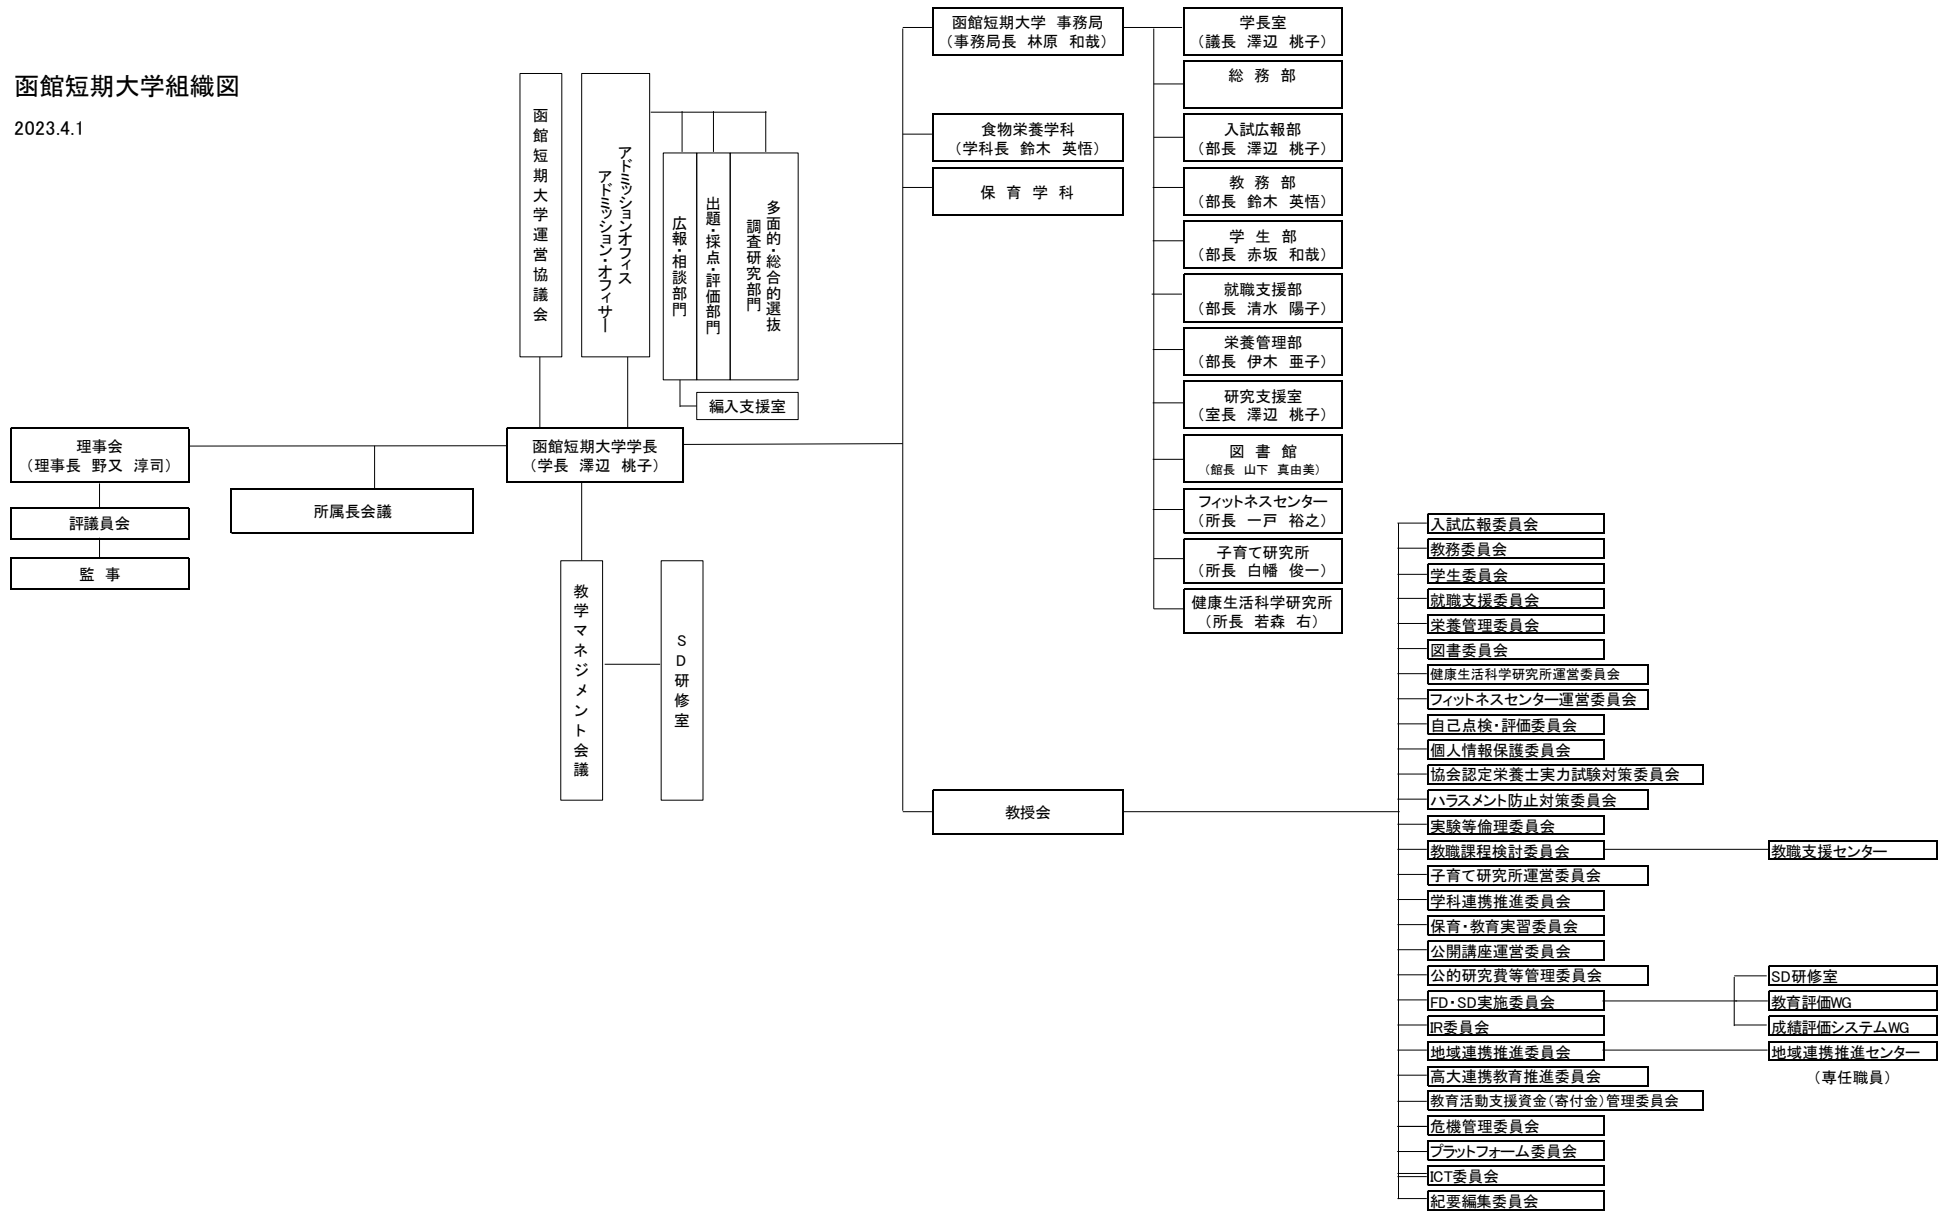 函館短期大学組織図
2023.4.1
函館短期大学運営協議会
アドミッションオフィス
アドミッション・オフィサー
広報・相談部門
出題・採点・評価部門
多面的・総合的選抜
調査研究部門
編入支援室
理事会
（理事長 野又 淳司）
評議員会
監 事
所属長会議
函館短期大学学長
（学長 澤辺 桃子）
教学マネジメント会議
SD研修室
函館短期大学 事務局
（事務局長 林原 和哉）
食物栄養学科
（学科長 鈴木 英悟）
保 育 学 科
教授会
学長室
（議長 澤辺 桃子）
総 務 部
入試広報部
（部長 澤辺 桃子）
教 務 部
（部長 鈴木 英悟）
学 生 部
（部長 赤坂 和哉）
就職支援部
（部長 清水 陽子）
栄養管理部
（部長 伊木 亜子）
研究支援室
（室長 澤辺 桃子）
図 書 館
（館長 山下 真由美）
フィットネスセンター
（所長 一戸 裕之）
子育て研究所
（所長 白幡 俊一）
健康生活科学研究所
（所長 若森 右）
入試広報委員会
教務委員会
学生委員会
就職支援委員会
栄養管理委員会
図書委員会
健康生活科学研究所運営委員会
フィットネスセンター運営委員会
自己点検・評価委員会
個人情報保護委員会
協会認定栄養士実力試験対策委員会
ハラスメント防止対策委員会
実験等倫理委員会
教職課程検討委員会
教職支援センター
子育て研究所運営委員会
学科連携推進委員会
保育・教育実習委員会
公開講座運営委員会
公的研究費等管理委員会
FD・SD実施委員会
SD研修室
教育評価WG
成績評価システムWG
IR委員会
地域連携推進委員会
地域連携推進センター
（専任職員）
高大連携教育推進委員会
教育活動支援資金（寄付金）管理委員会
危機管理委員会
プラットフォーム委員会
ICT委員会
紀要編集委員会